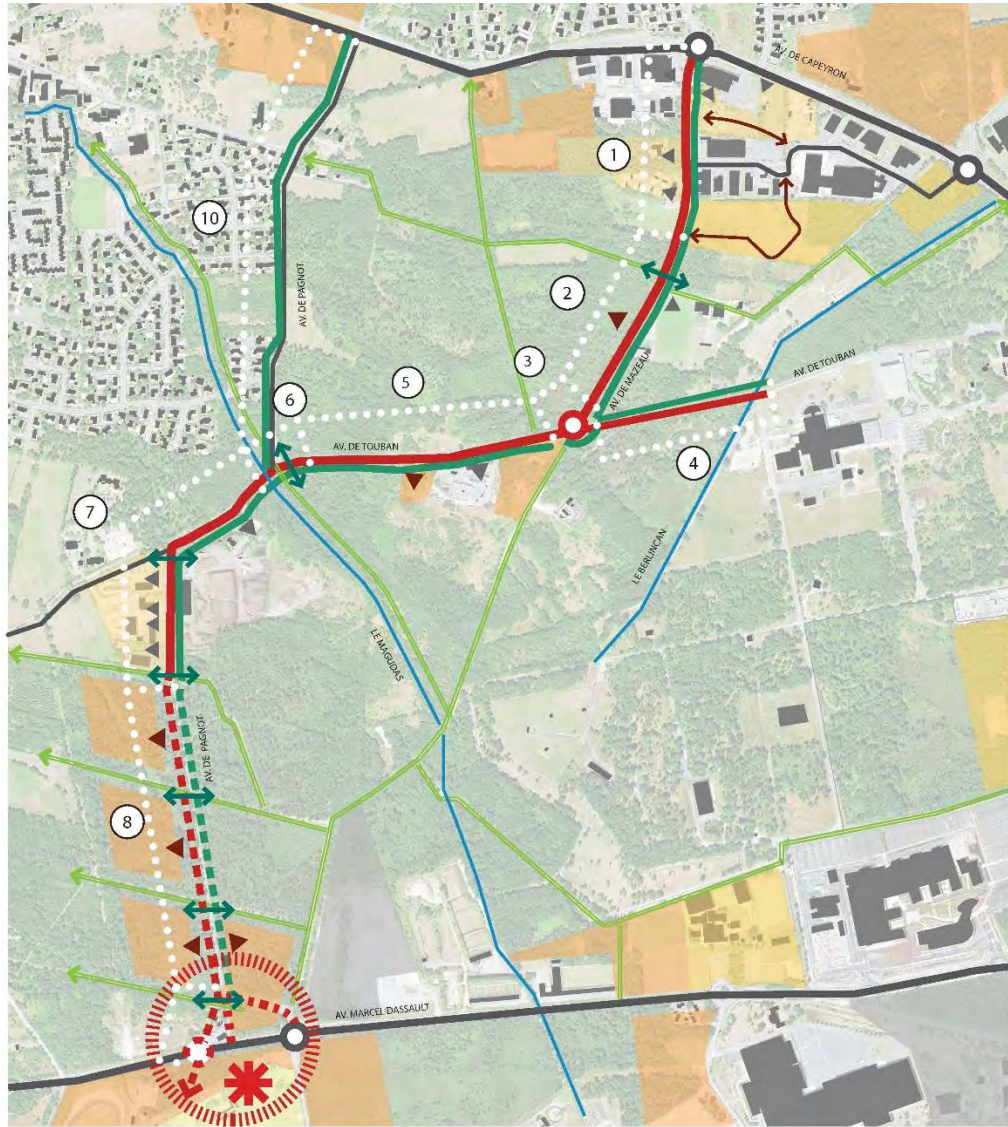 AV. DE CAPEYRON
1
10
AV. DE PAGNOT
2
3
5
AV. DE MAZEAU
AV. DE TOUBAN
6
AV. DE TOUBAN
4
7
LE BERLINCAN
LE MAGUDAS
AV. DE PAGNOT
8
AV. MARCEL DASSAULT